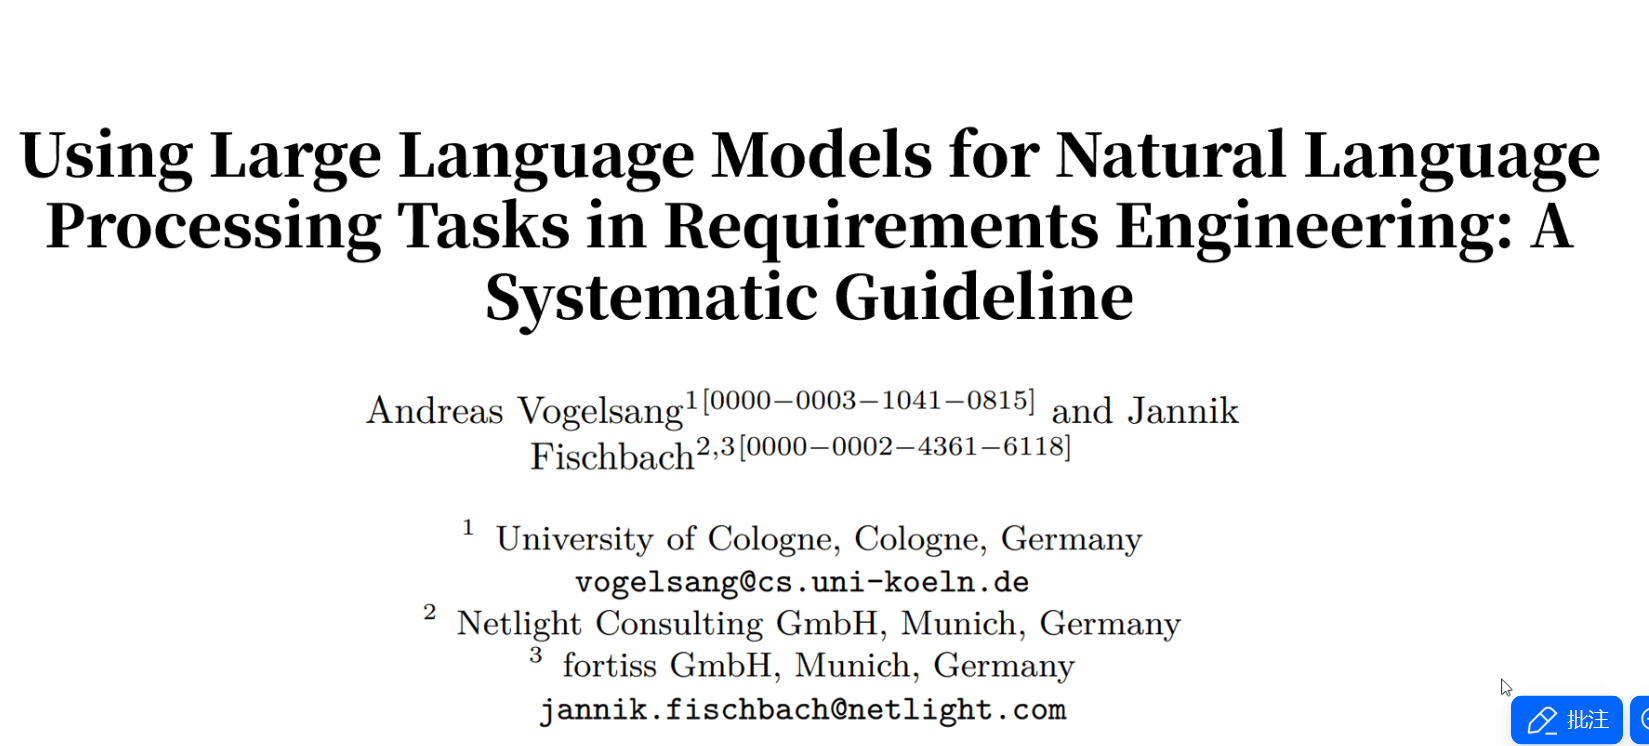 Using Large Language Models for Natural Language
Processing Tasks in Requirements Engineering: A
Systematic Guideline
Andreas Vogelsang1[0000−0003−1041−0815] and Jannik
Fischbach2,3[0000−0002−4361−6118]
1 University of Cologne, Cologne, Germany
vogelsang@cs.uni-koeln.de
2 Netlight Consulting GmbH, Munich, Germany
3 fortiss GmbH, Munich, Germany
jannik.fischbach@netlight.com
批注